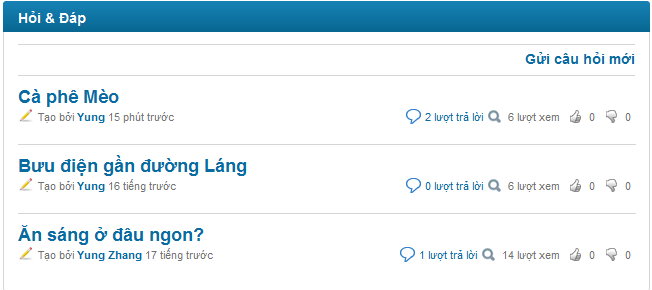 Hỏi & Đáp
Gửi câu hỏi mới
Cà phê Mèo
Tạo bởi Yung 15 phút trước 2 lượt trả lời 6 lượt xem 0 0
Bưu điện gần đường Láng
Tạo bởi Yung 16 tiếng trước 0 lượt trả lời 6 lượt xem 0 0
Ăn sáng ở đâu ngon?
Tạo bởi Yung Zhang 17 tiếng trước 1 lượt trả lời 14 lượt xem 0 0